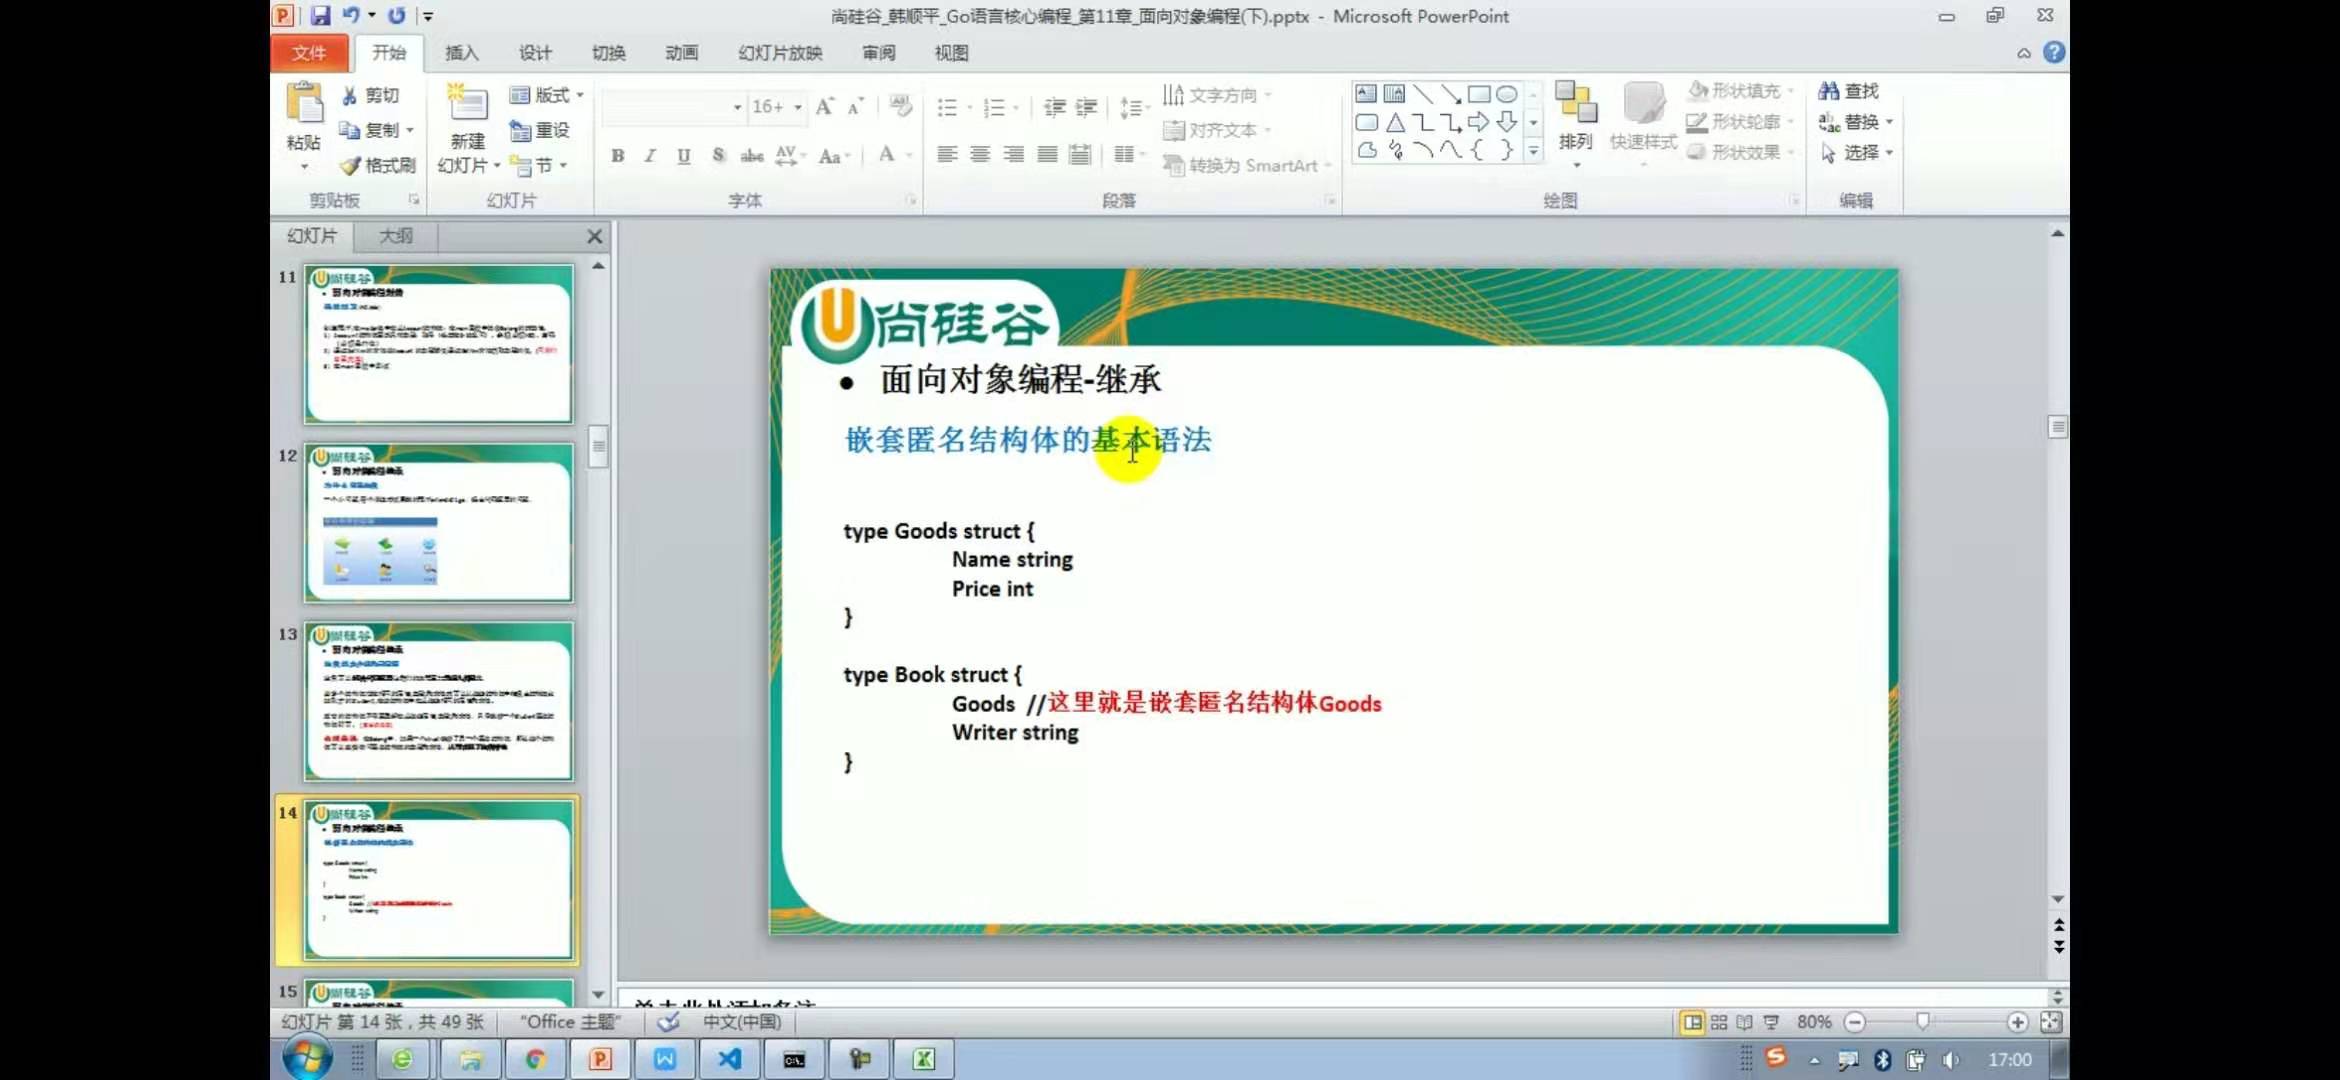 尚硅谷_韩顺平_Go语言核心编程_第11章_面向对象编程(下).pptx - Microsoft PowerPoint
文件 开始 插入 设计 切换 动画 幻灯片放映 审阅 视图
粘贴 剪切 复制 格式刷
剪贴板
新建 幻灯片 版式 重设 节
幻灯片
16+
字体
文字方向
对齐文本
转换为 SmartArt
段落
排列 快速样式
形状填充
形状轮廓
形状效果
绘图
查找
替换
选择
编辑
幻灯片 大纲
11
12
13
14
15
尚硅谷
• 面向对象编程-继承
嵌套匿名结构体的基本语法
type Goods struct {
Name string
Price int
}
type Book struct {
Goods //这里就是嵌套匿名结构体Goods
Writer string
}
单击此处添加备注
幻灯片 第 14 张，共 49 张 "Office 主题" 中文(中国) 80%
17:00